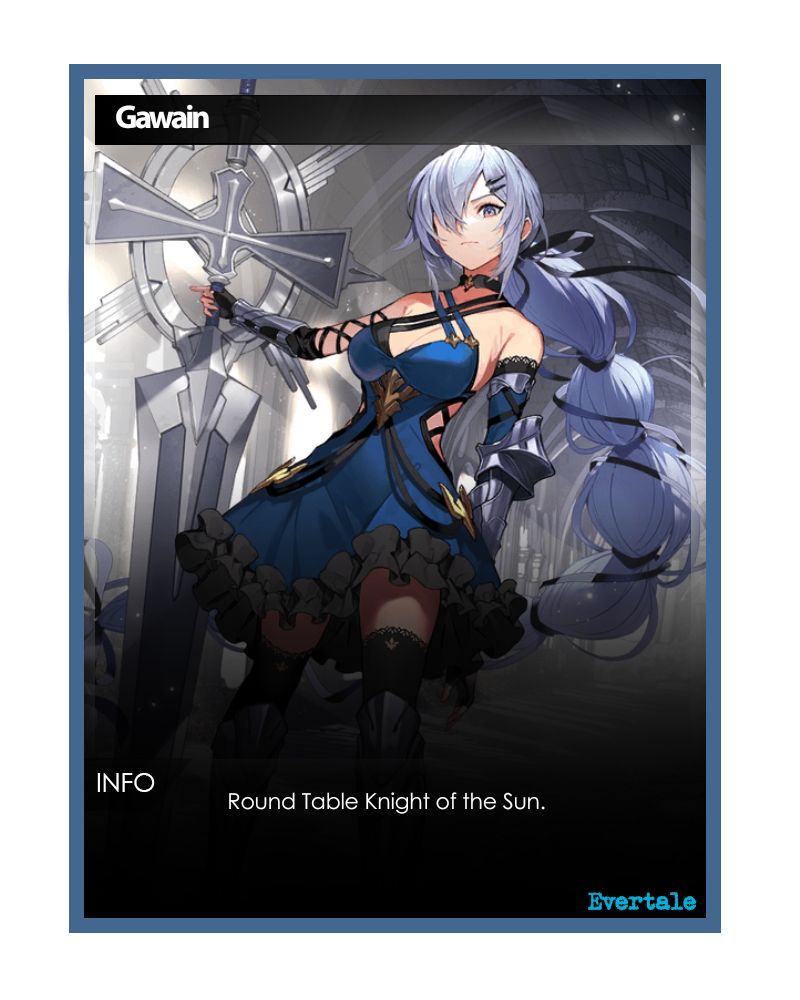 Gawain
INFO
Round Table Knight of the Sun.
Evertale